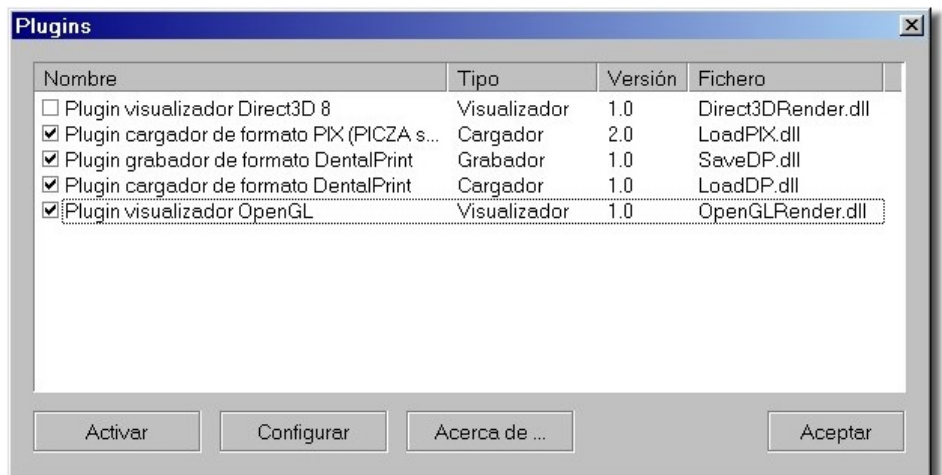 Plugins
Nombre Tipo Versión Fichero
Plugin visualizador Direct3D 8 Visualizador 1.0 Direct3DRender.dll
Plugin cargador de formato PIX (PICZA s... Cargador 2.0 LoadPIX.dll
Plugin grabador de formato DentalPrint Grabador 1.0 SaveDP.dll
Plugin cargador de formato DentalPrint Cargador 1.0 LoadDP.dll
Plugin visualizador OpenGL Visualizador 1.0 OpenGLRender.dll
Activar Configurar Acerca de ... Aceptar